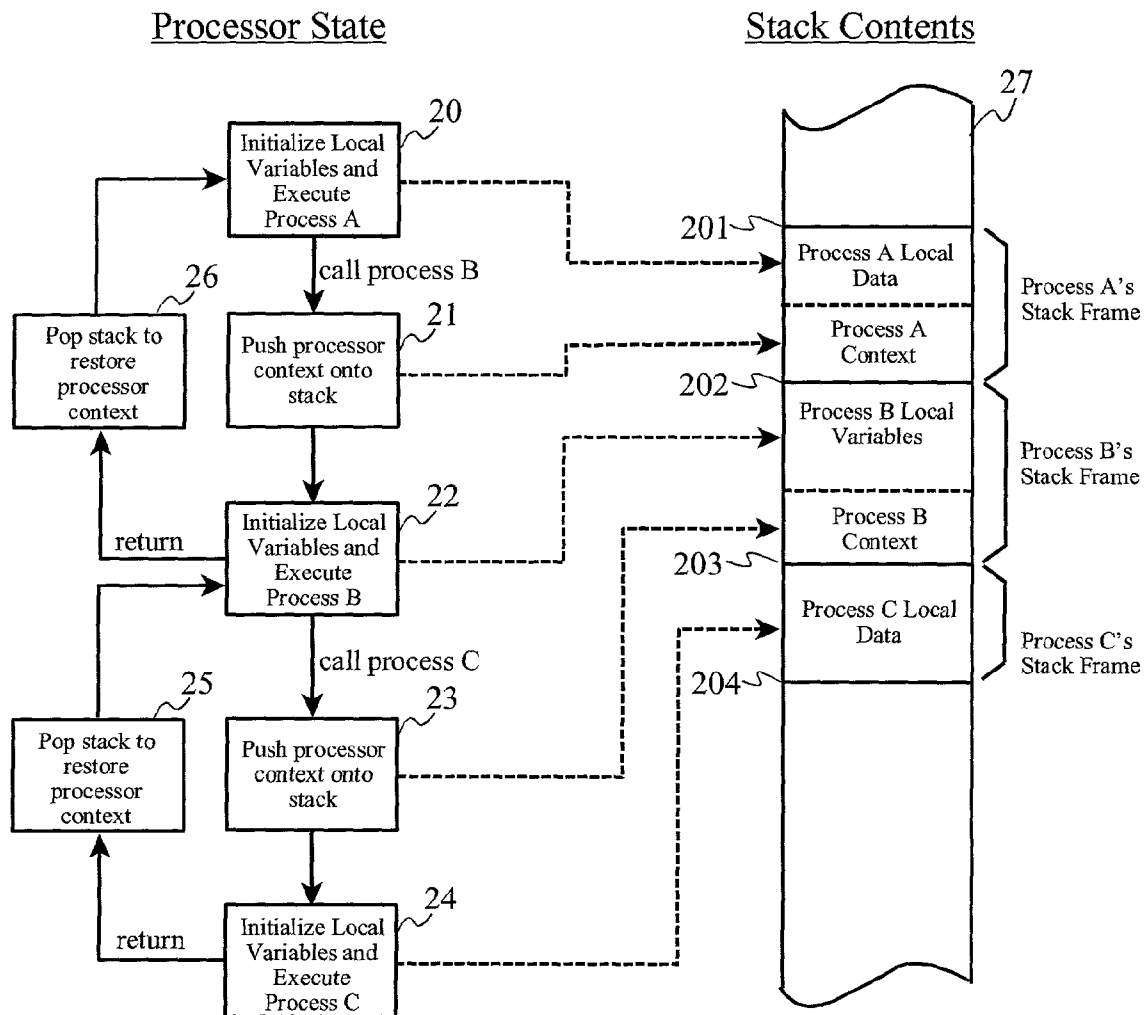 Processor State
Stack Contents
27
20
Initialize Local
Variables and
Execute
Process A
call process B
26
Pop stack to
restore
processor
context
21
Push processor
context onto
stack
22
Initialize Local
Variables and
Execute
Process B
return
call process C
25
Pop stack to
restore
processor
context
23
Push processor
context onto
stack
24
Initialize Local
Variables and
Execute
Process C
return
201
Process A Local
Data
Process A
Context
202
Process B Local
Variables
Process B
Context
203
Process C Local
Data
204
Process A's
Stack Frame
Process B's
Stack Frame
Process C's
Stack Frame